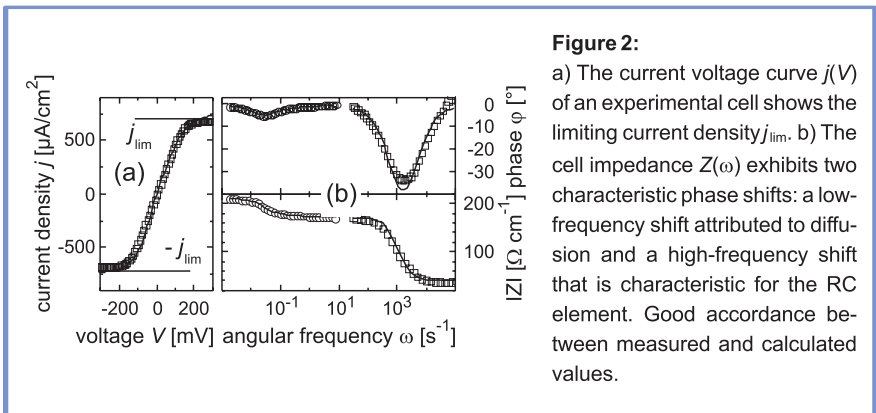 Figure 2:
a) The current voltage curve j(V)
of an experimental cell shows the
limiting current density jlim. b) The
cell impedance Z(ω) exhibits two
characteristic phase shifts: a low-
frequency shift attributed to diffu-
sion and a high-frequency shift
that is characteristic for the RC
element. Good accordance be-
tween measured and calculated
values.
current density j [µA/cm²]
500
0
-500
jlim
(a)
- jlim
-200 0 200
voltage V [mV]
(b)
10⁻¹ 10¹ 10³
angular frequency ω [s⁻¹]
0
-10
-20
-30
phase φ [°]
200
100
IZI [Ω cm⁻¹]